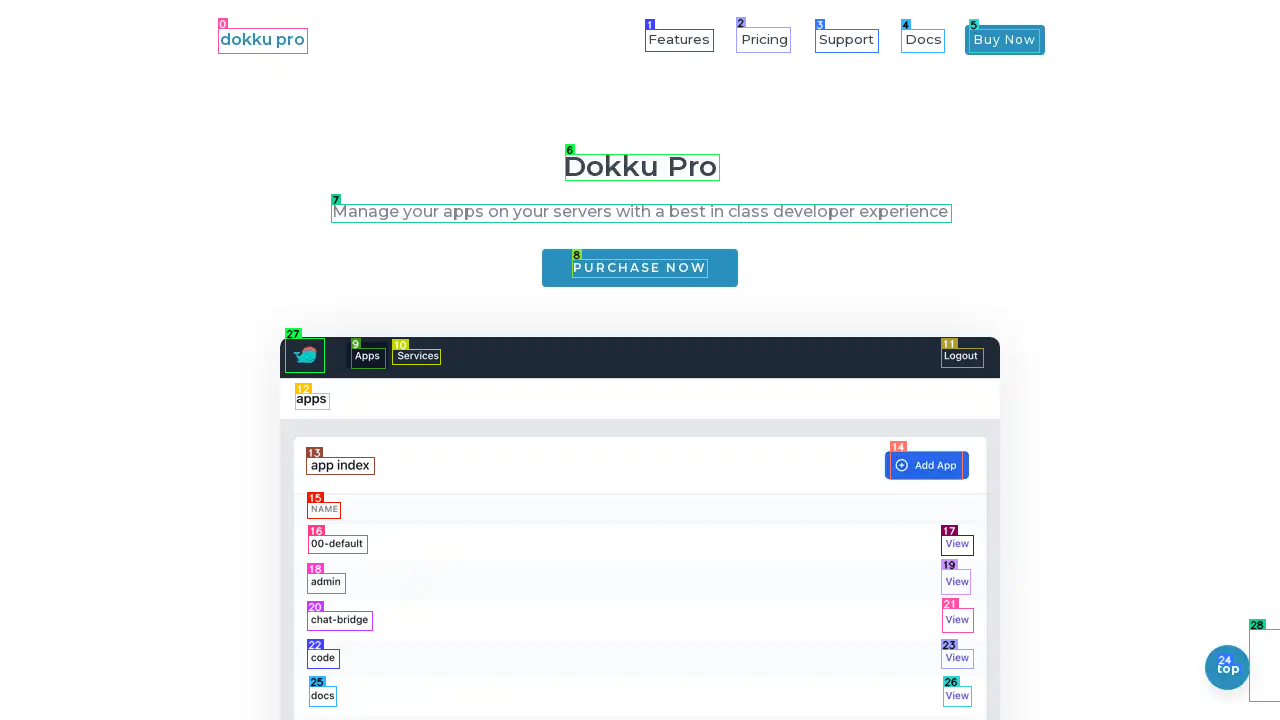 dokku pro
Features
Pricing
Support
Docs
Buy Now
Dokku Pro
Manage your apps on your servers with a best in class developer experience
PURCHASE NOW
Apps
Services
Logout
apps
app index
Add App
NAME
00-default
View
admin
View
chat-bridge
View
code
View
docs
View
top
0
1
2
3
4
5
6
7
8
9
10
11
12
13
14
15
16
17
18
19
20
21
22
23
24
25
26
27
28